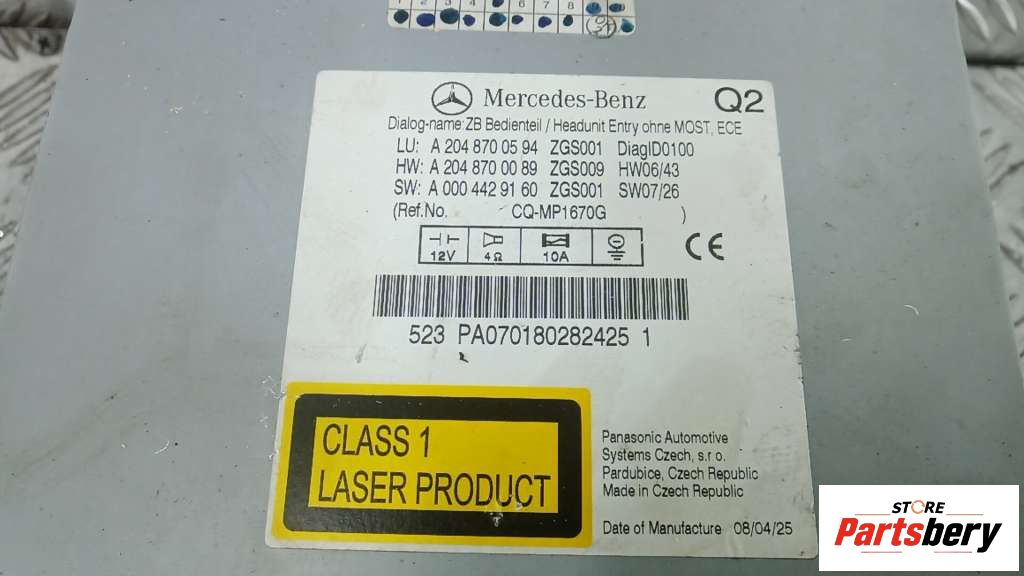 1 2 3 4 5 6 7 8
Mercedes-Benz Q2
Dialog-name: ZB Bedienteil / Headunit Entry ohne MOST, ECE
LU: A 204 870 05 94 ZGS001 DiagID0100
HW: A 204 870 00 89 ZGS009 HW06/43
SW: A 000 442 91 60 ZGS001 SW07/26
(Ref.No. CQ-MP1670G )
12V 4Ω 10A
CE
523 PA070180282425 1
CLASS 1
LASER PRODUCT
Panasonic Automotive
Systems Czech, s.r.o.
Pardubice, Czech Republic
Made in Czech Republic
Date of Manufacture 08/04/25
STORE
Partsbery